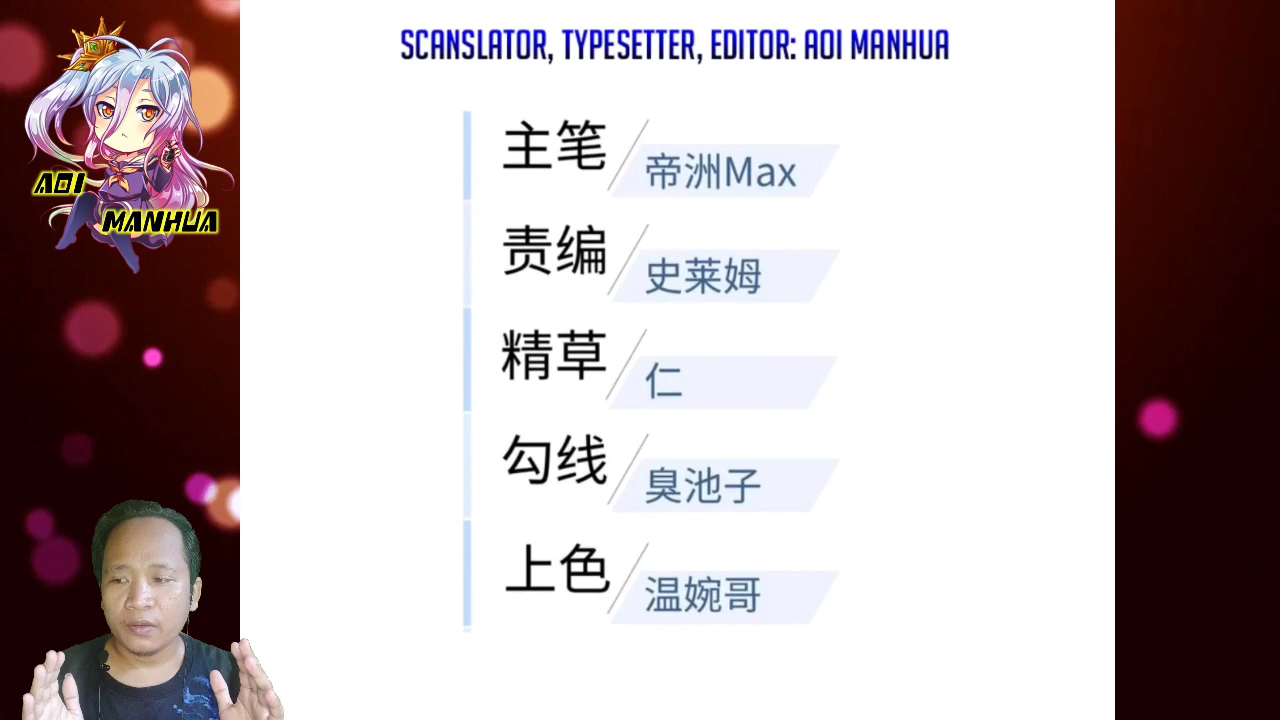 SCANSLATOR, TYPESETTER, EDITOR: AOI MANHUA
AOI
MANHUA
主笔
帝洲Max
责编
史莱姆
精草
仁
勾线
臭池子
上色
温婉哥